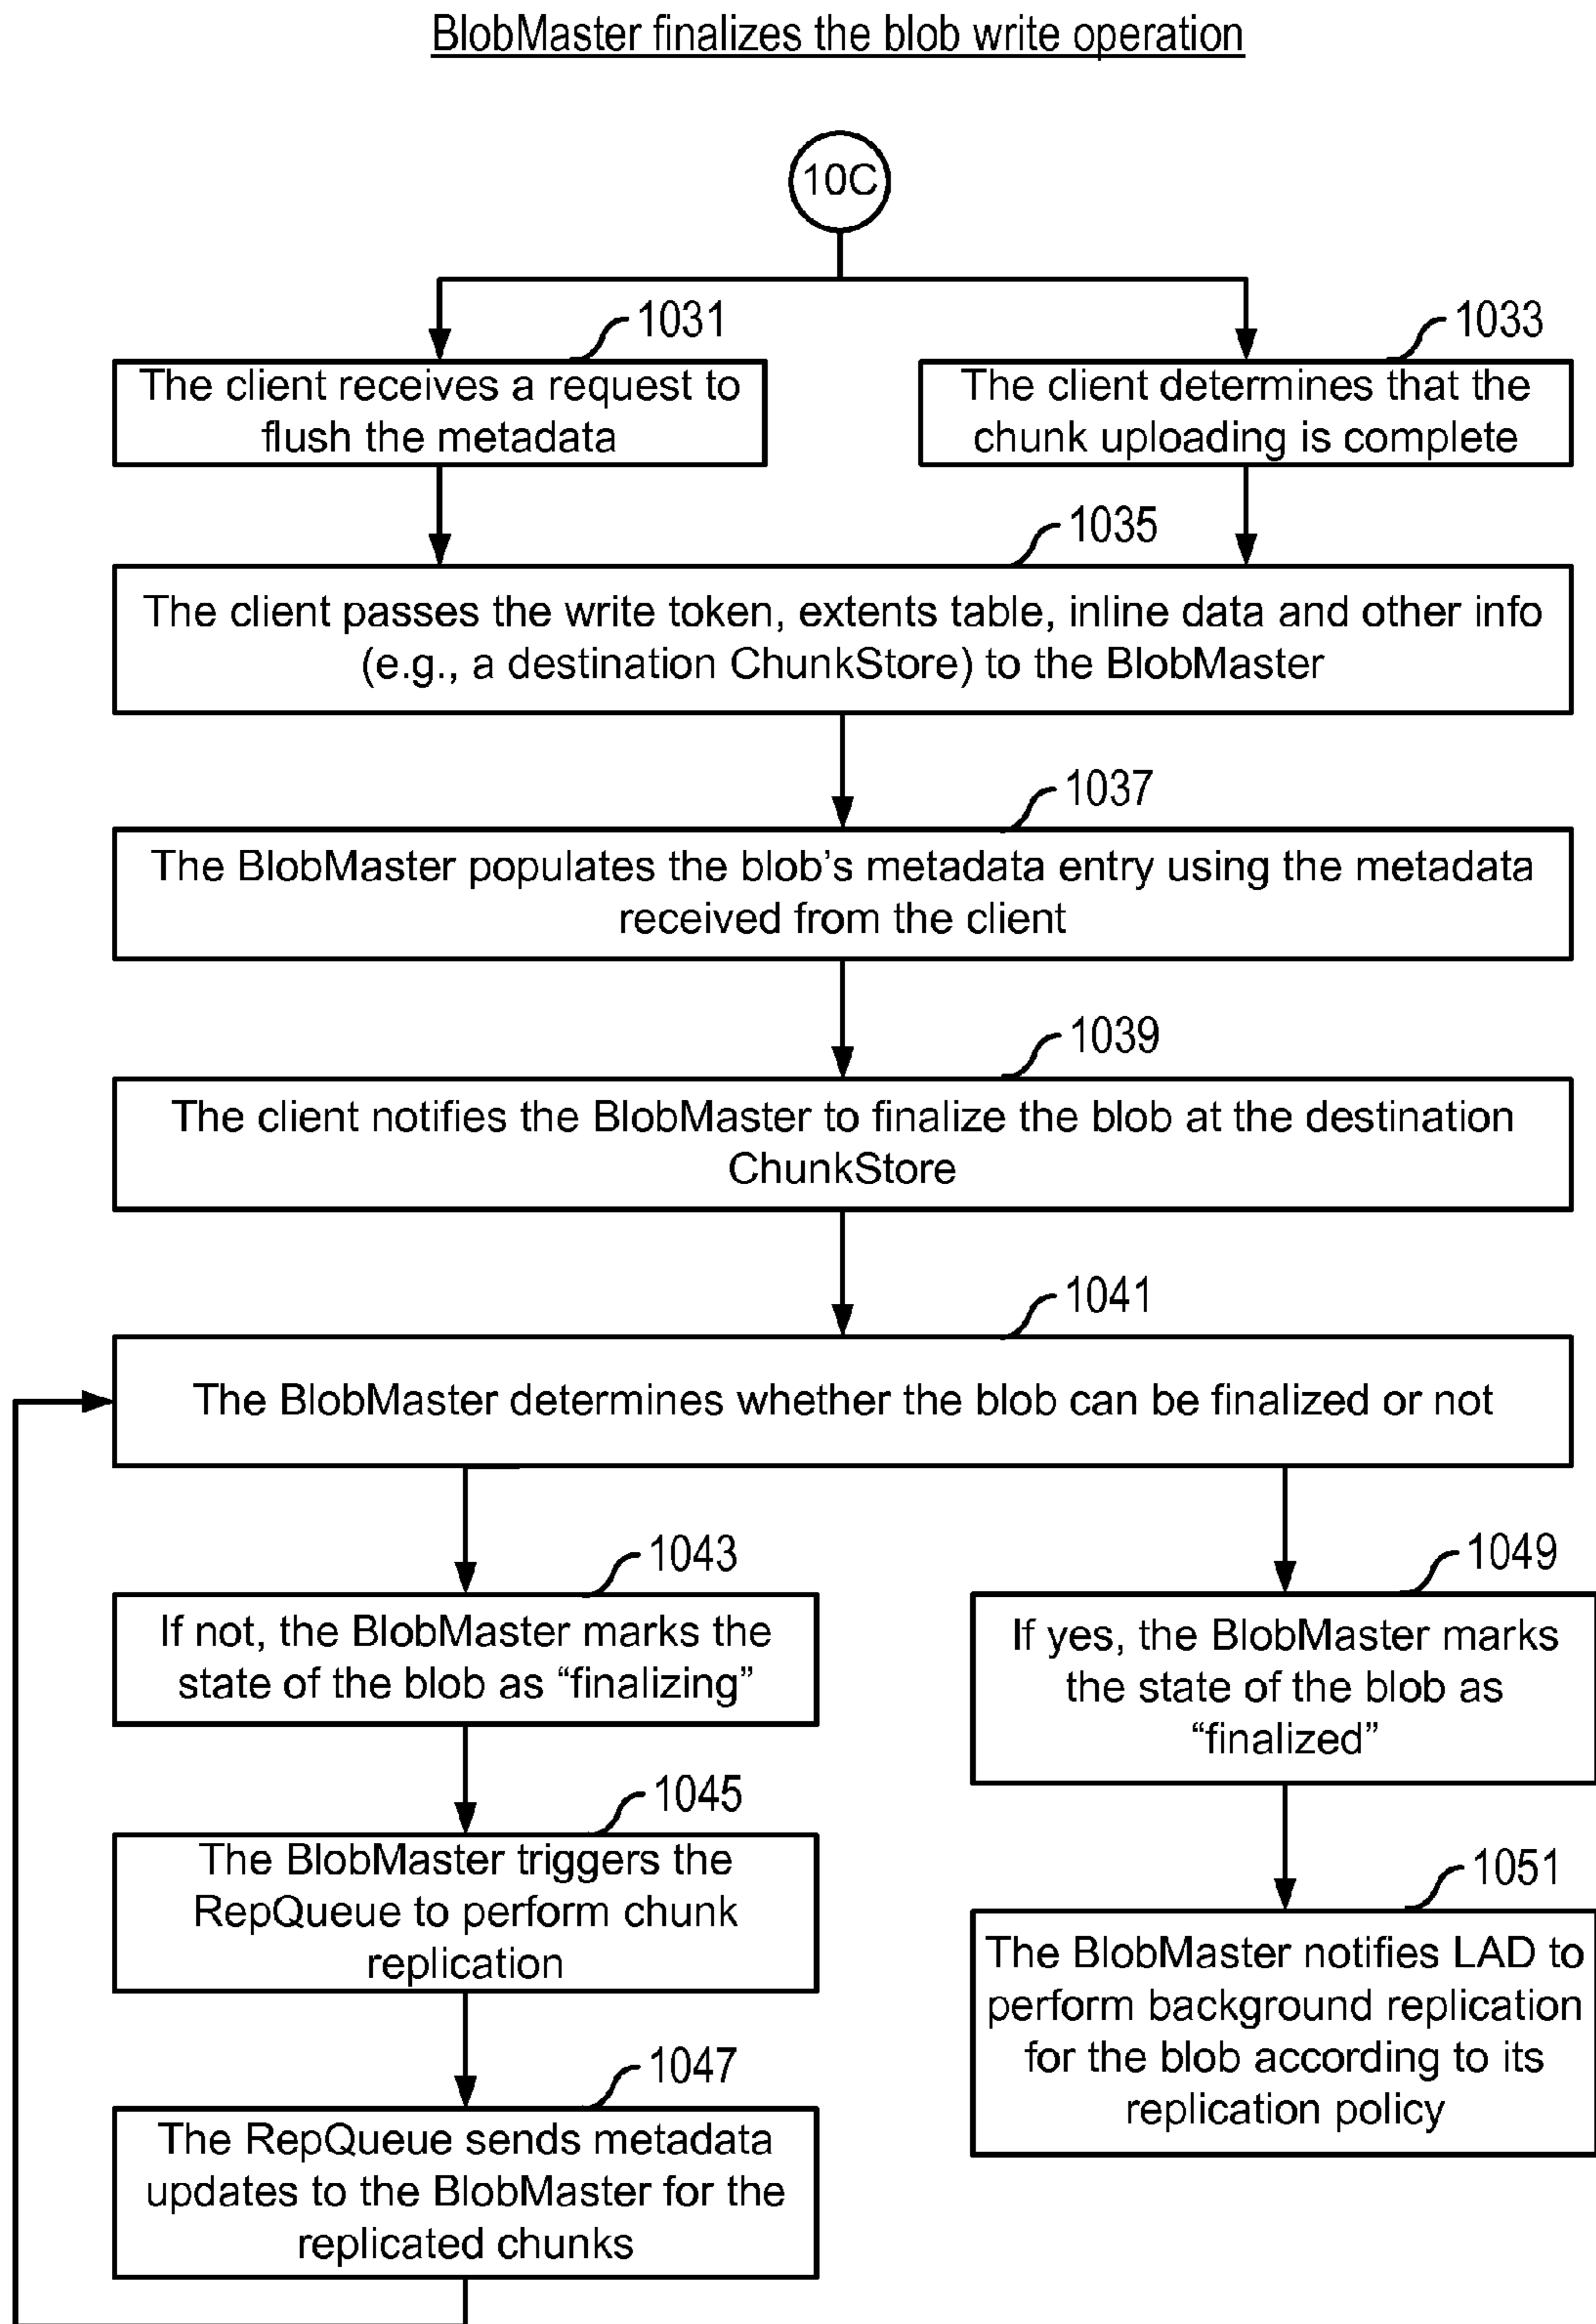 BlobMaster finalizes the blob write operation
10C
1031
The client receives a request to
flush the metadata
1033
The client determines that the
chunk uploading is complete
1035
The client passes the write token, extents table, inline data and other info
(e.g., a destination ChunkStore) to the BlobMaster
1037
The BlobMaster populates the blob's metadata entry using the metadata
received from the client
1039
The client notifies the BlobMaster to finalize the blob at the destination
ChunkStore
1041
The BlobMaster determines whether the blob can be finalized or not
1043
If not, the BlobMaster marks the
state of the blob as “finalizing”
1045
The BlobMaster triggers the
RepQueue to perform chunk
replication
1047
The RepQueue sends metadata
updates to the BlobMaster for the
replicated chunks
1049
If yes, the BlobMaster marks
the state of the blob as
“finalized”
1051
The BlobMaster notifies LAD to
perform background replication
for the blob according to its
replication policy